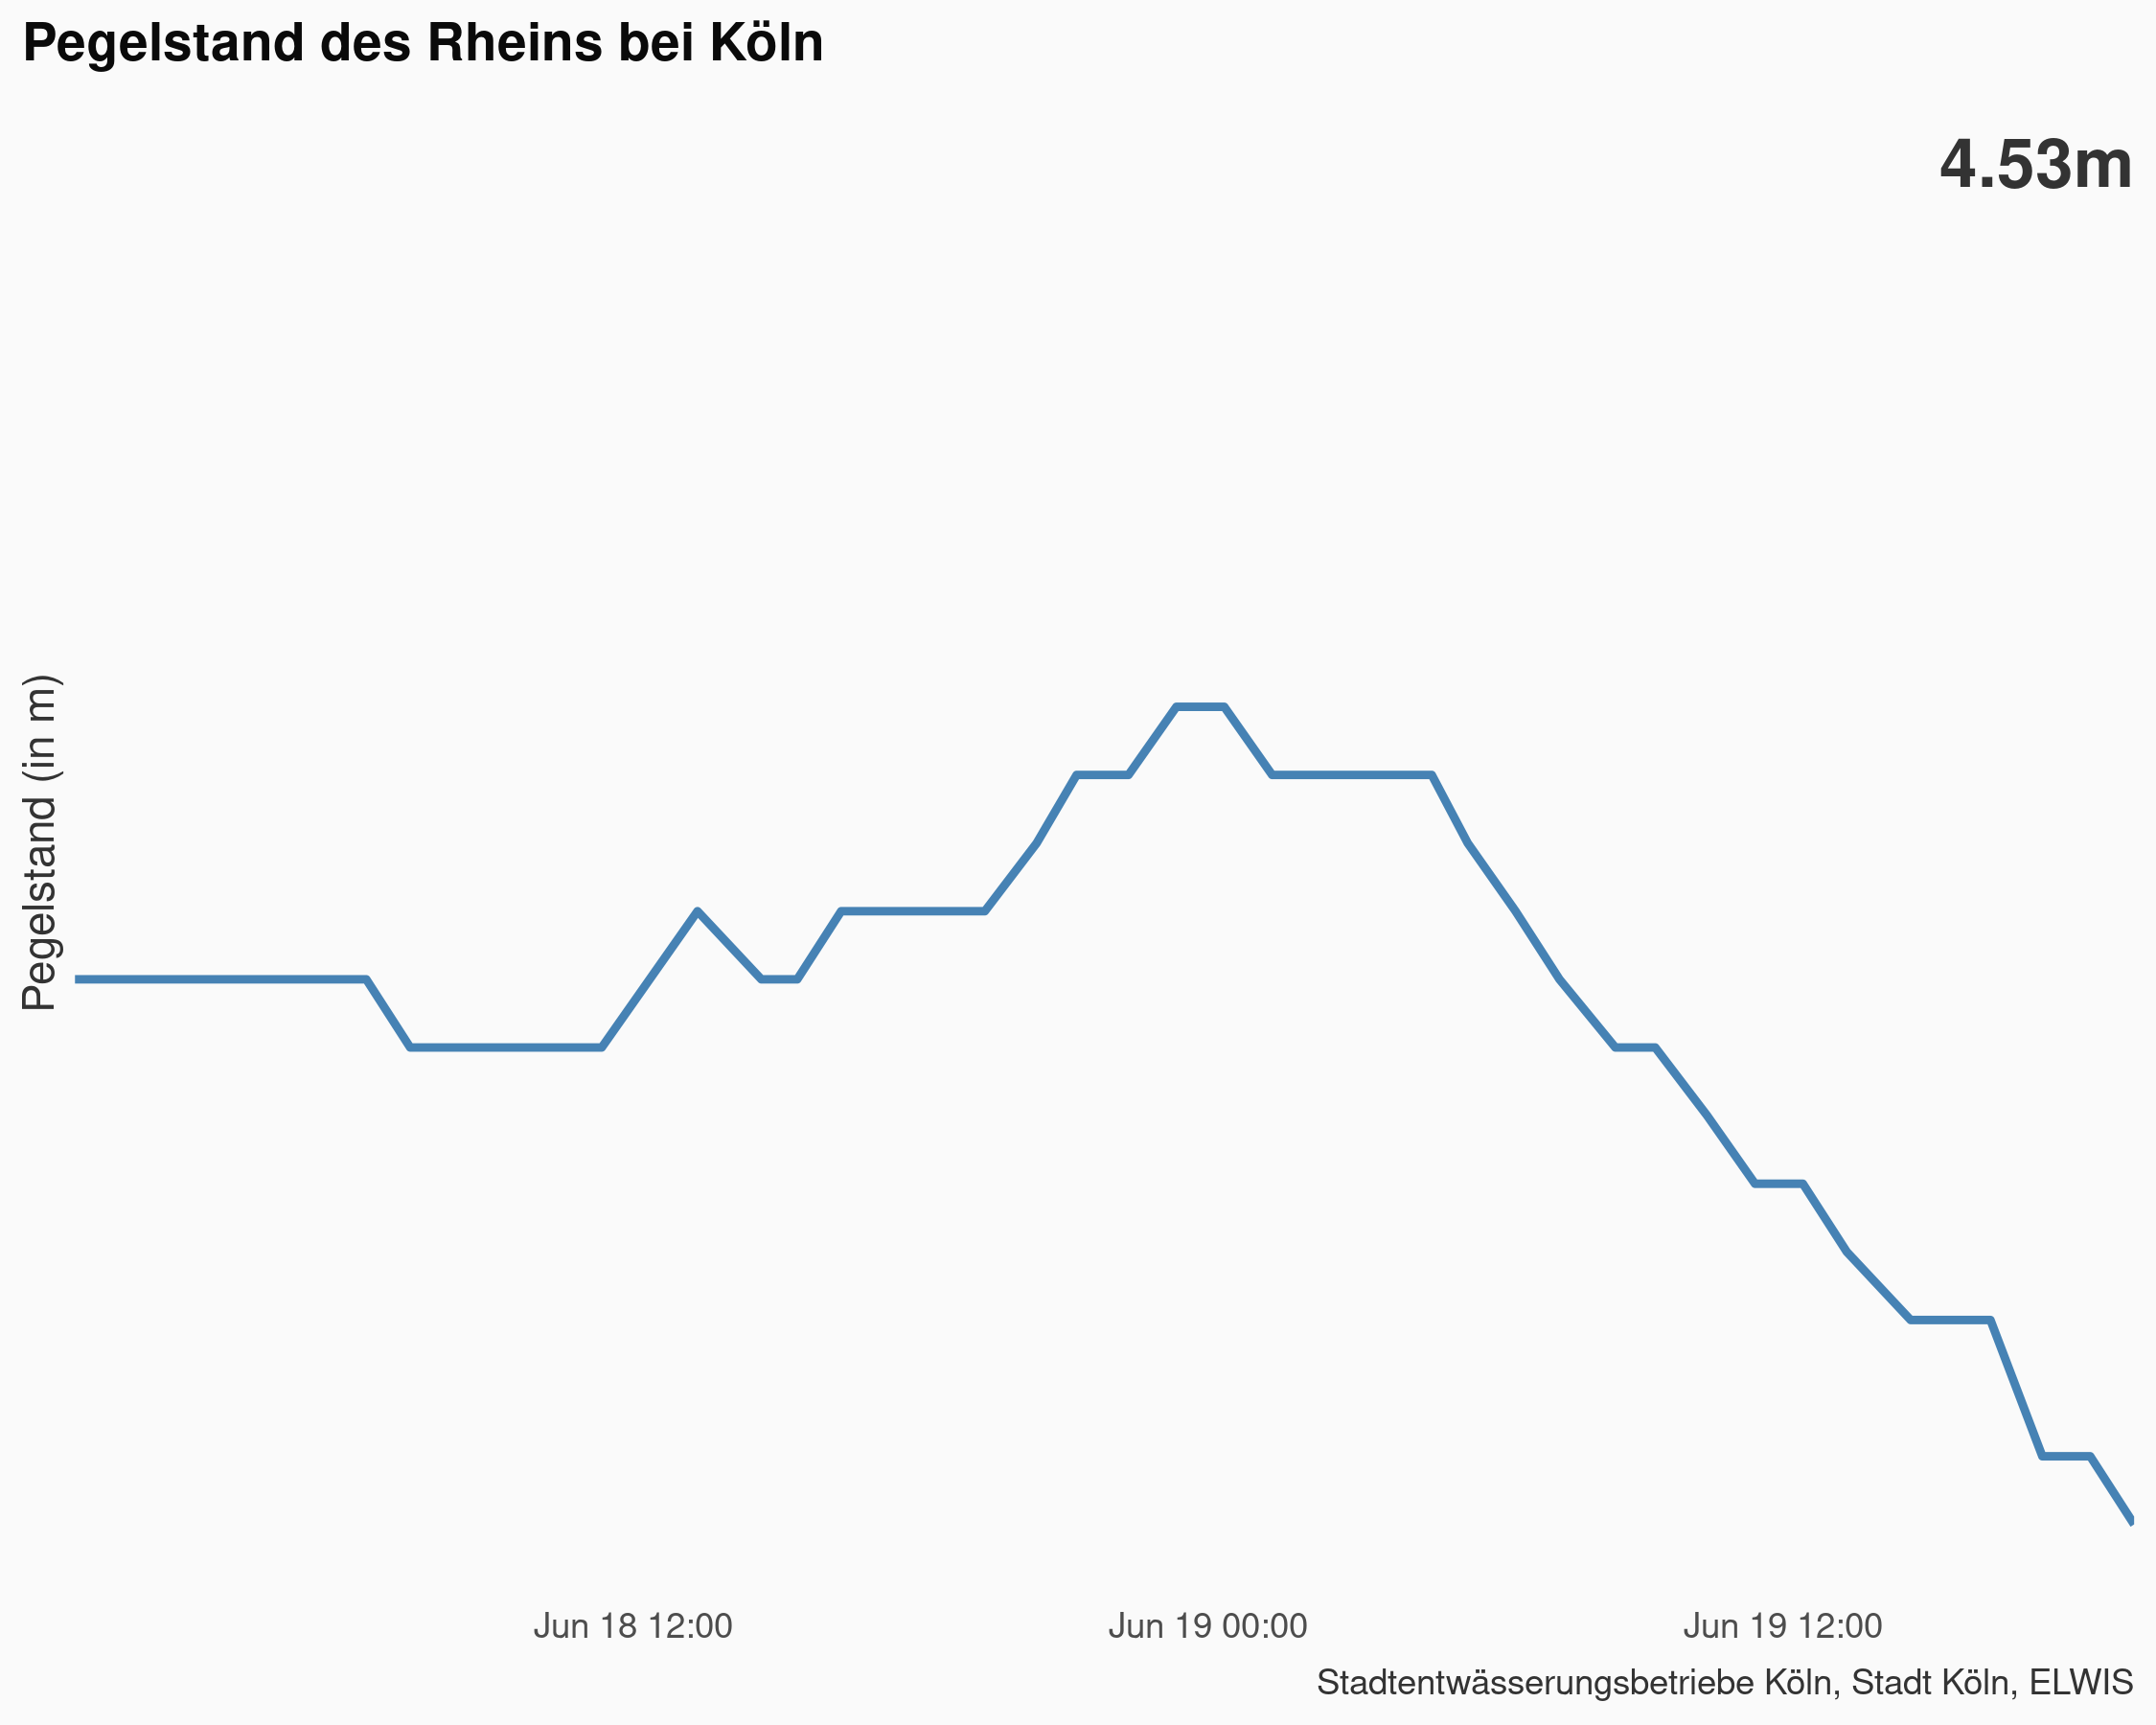 Pegelstand des Rheins bei Köln
4.53m
Pegelstand (in m)
Jun 18 12:00
Jun 19 00:00
Jun 19 12:00
Stadtentwässerungsbetriebe Köln, Stadt Köln, ELWIS